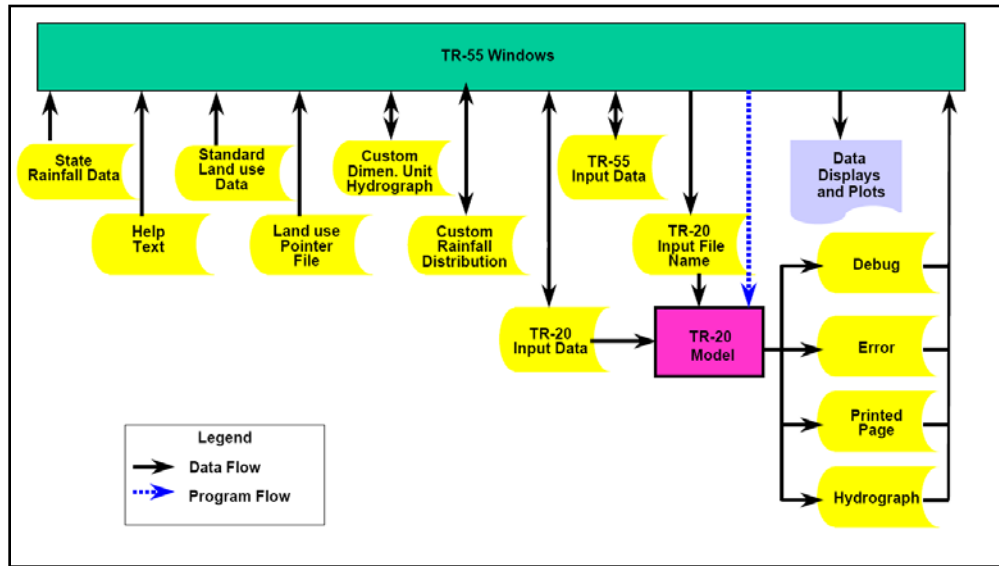 TR-55 Windows
State
Rainfall Data
Help
Text
Standard
Land use
Data
Land use
Pointer
File
Custom
Dimen. Unit
Hydrograph
Custom
Rainfall
Distribution
TR-55
Input Data
TR-20
Input File
Name
Data
Displays
and Plots
TR-20
Input Data
TR-20
Model
Debug
Error
Printed
Page
Hydrograph
Legend
Data Flow
Program Flow